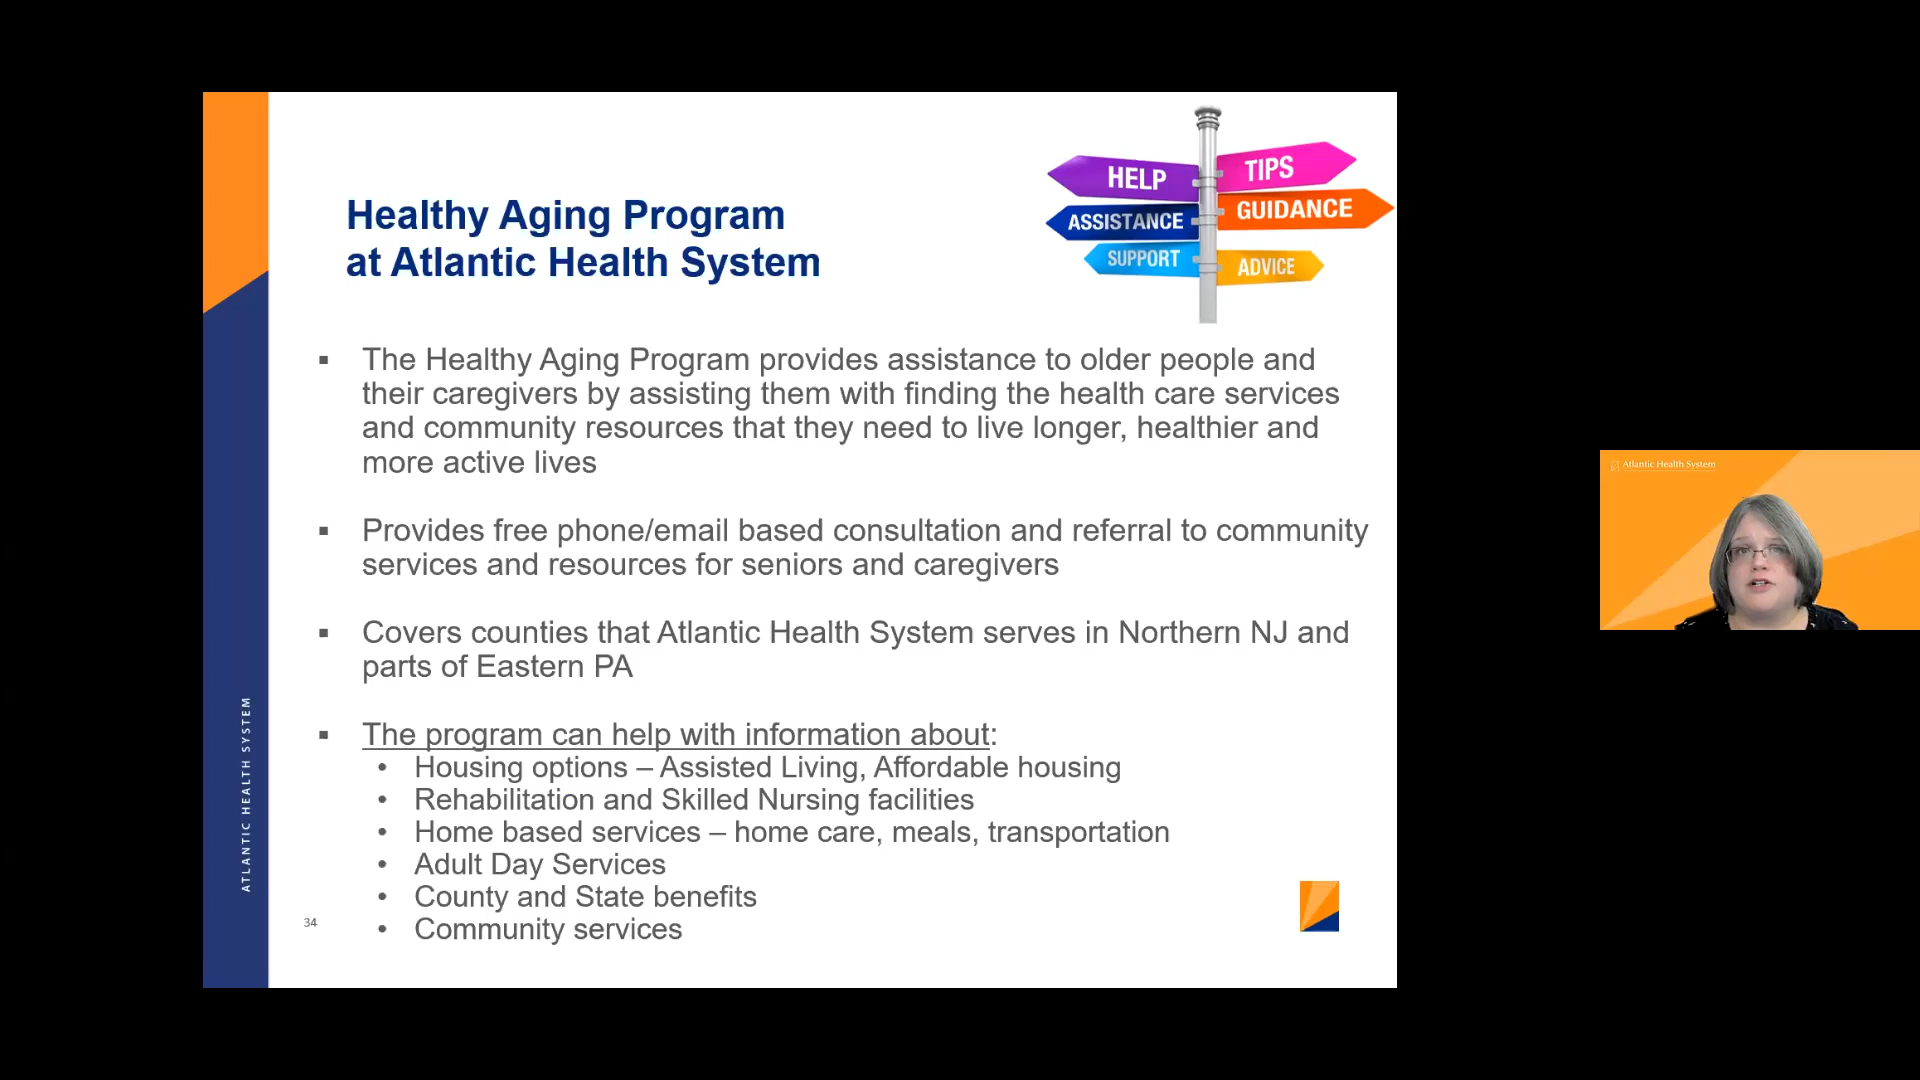 HELP
TIPS
ASSISTANCE
GUIDANCE
SUPPORT
ADVICE
Healthy Aging Program
at Atlantic Health System
▪ The Healthy Aging Program provides assistance to older people and
their caregivers by assisting them with finding the health care services
and community resources that they need to live longer, healthier and
more active lives
▪ Provides free phone/email based consultation and referral to community
services and resources for seniors and caregivers
▪ Covers counties that Atlantic Health System serves in Northern NJ and
parts of Eastern PA
▪ The program can help with information about:
• Housing options – Assisted Living, Affordable housing
• Rehabilitation and Skilled Nursing facilities
• Home based services – home care, meals, transportation
• Adult Day Services
• County and State benefits
• Community services
34
ATLANTIC HEALTH SYSTEM
Atlantic Health System